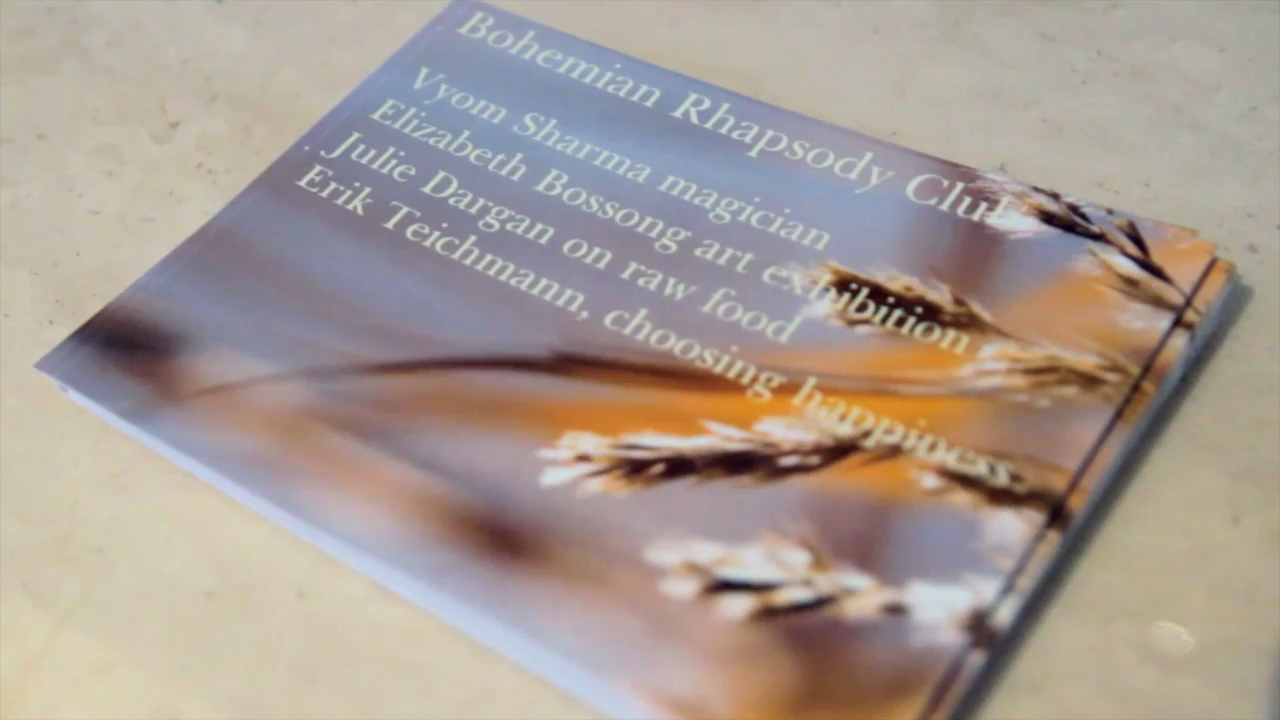 Bohemian Rhapsody Club
Vyom Sharma magician
Elizabeth Bossong art exhibition
Julie Dargan on raw food
Erik Teichmann, choosing happiness